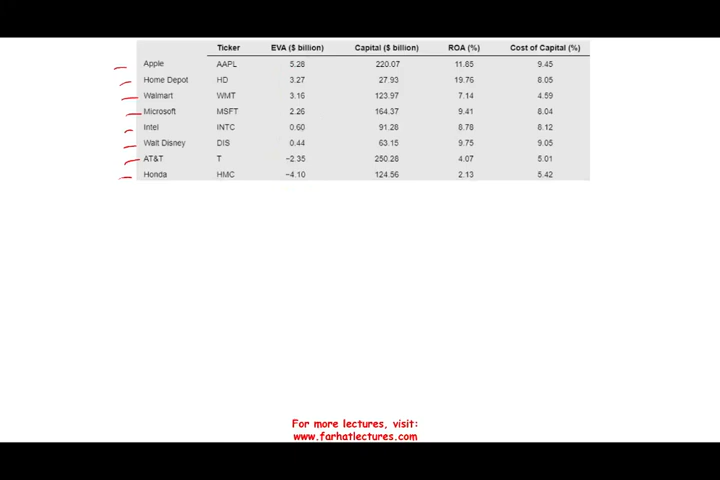 Ticker EVA ($ billion) Capital ($ billion) ROA (%) Cost of Capital (%)
Apple AAPL 5.28 220.07 11.85 9.45
Home Depot HD 3.27 27.93 19.76 8.05
Walmart WMT 3.16 123.97 7.14 4.59
Microsoft MSFT 2.26 164.37 9.41 8.04
Intel INTC 0.60 91.28 8.78 8.12
Walt Disney DIS 0.44 63.15 9.75 9.05
AT&T T −2.35 250.28 4.07 5.01
Honda HMC −4.10 124.56 2.13 5.42
For more lectures, visit:
www.farhatlectures.com